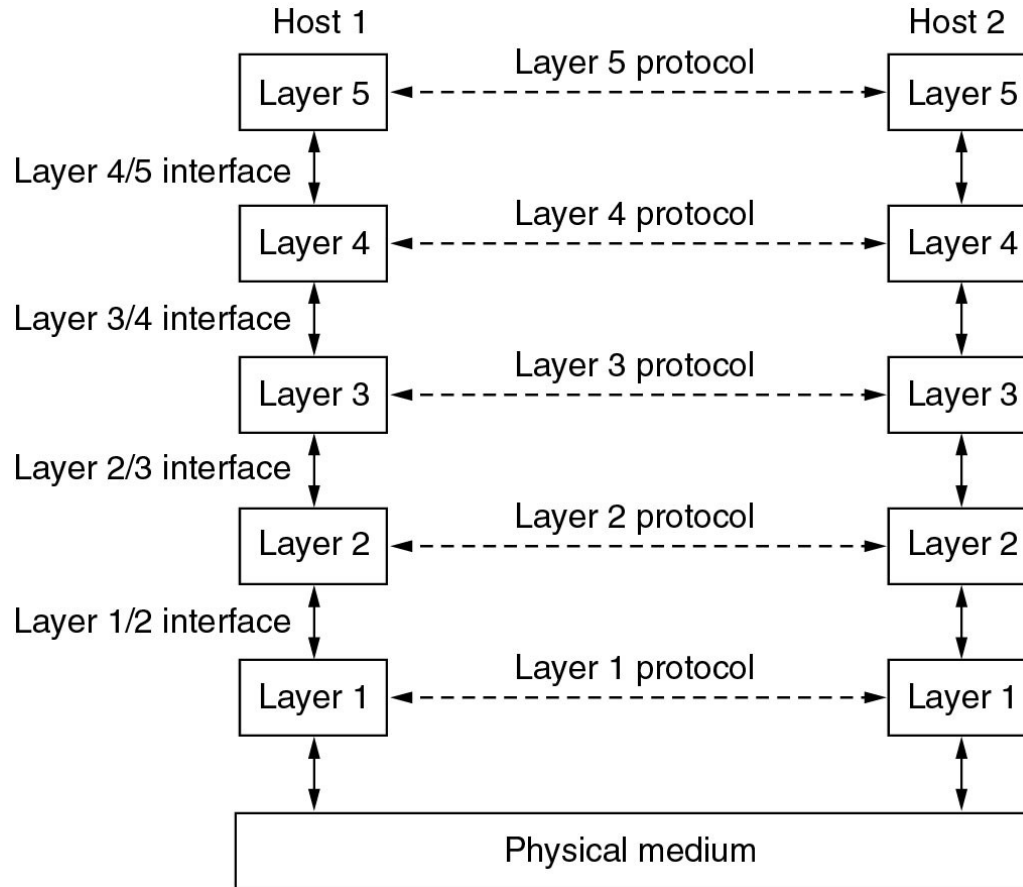 Host 1
Host 2
Layer 5
Layer 5 protocol
Layer 5
Layer 4/5 interface
Layer 4
Layer 4 protocol
Layer 4
Layer 3/4 interface
Layer 3
Layer 3 protocol
Layer 3
Layer 2/3 interface
Layer 2
Layer 2 protocol
Layer 2
Layer 1/2 interface
Layer 1
Layer 1 protocol
Layer 1
Physical medium